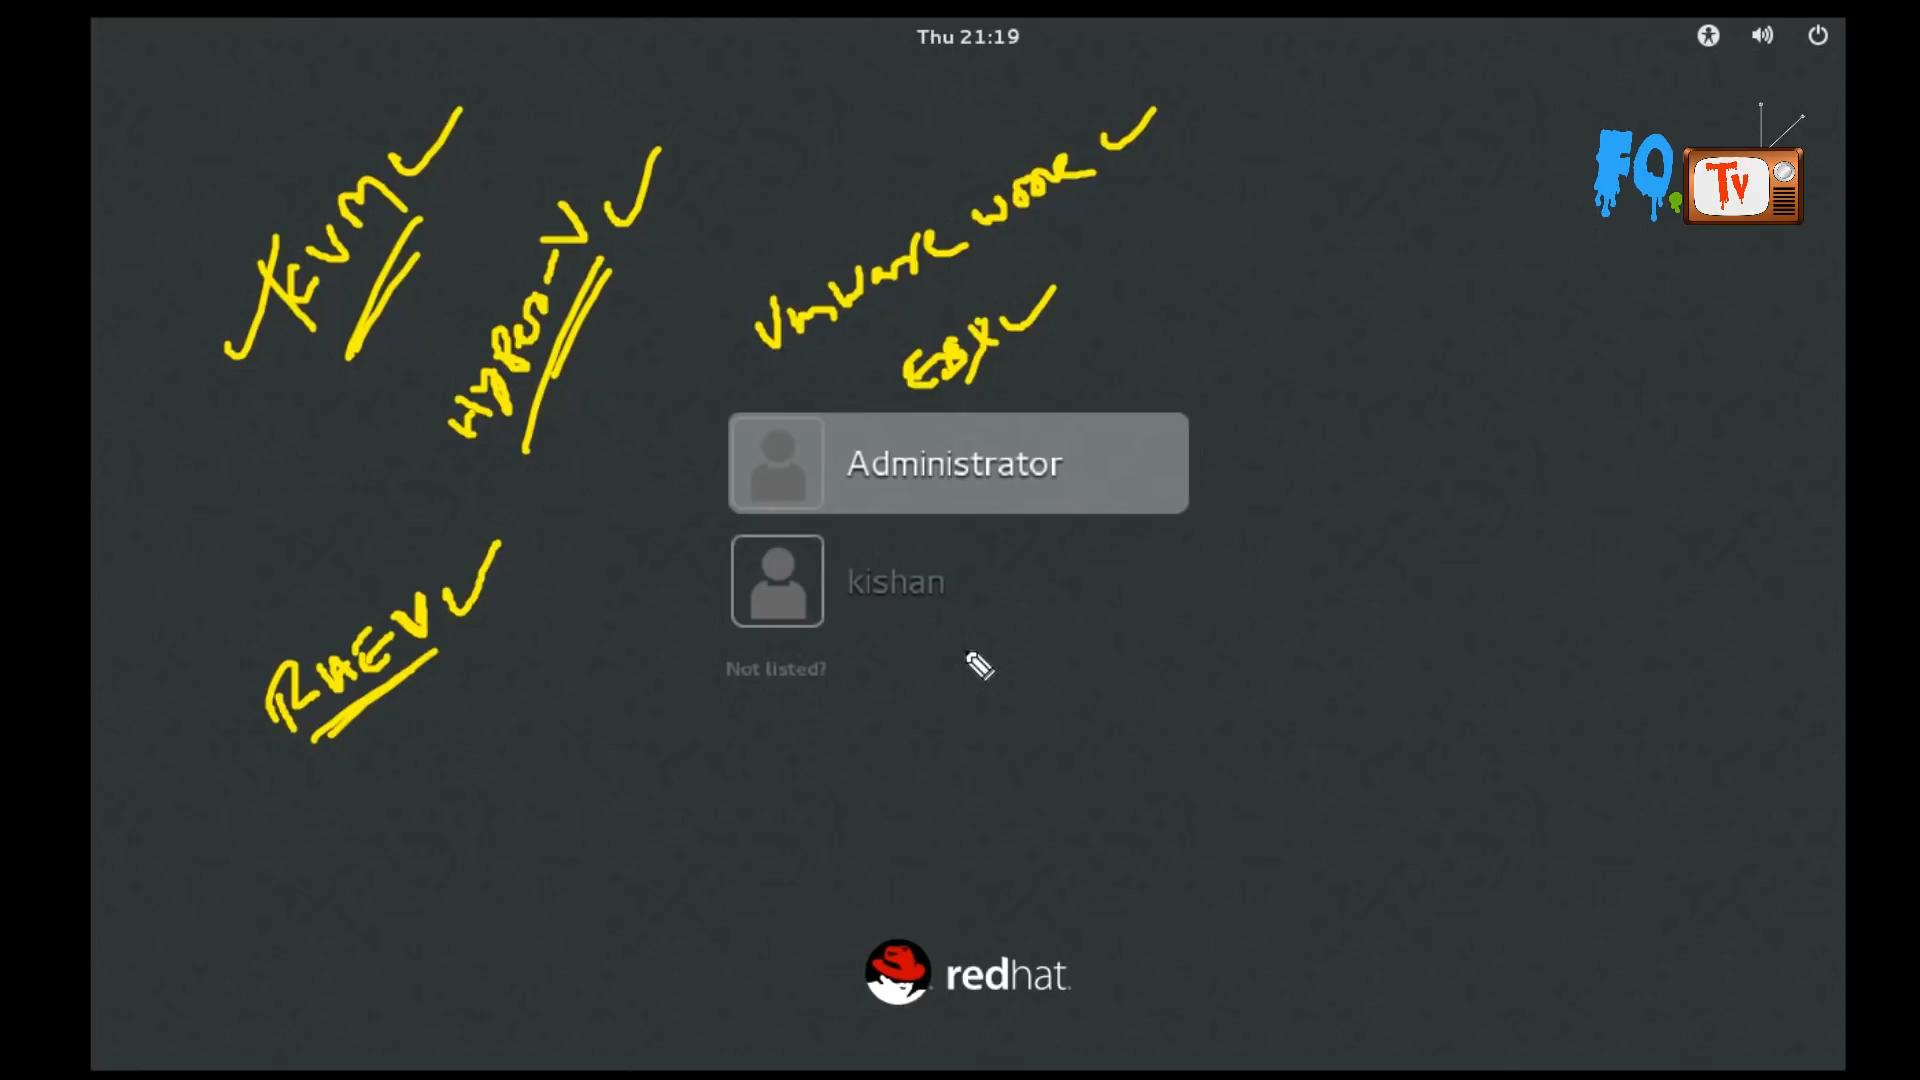 Thu 21:19
KVM
Hyper-V
Vmware work
ESX
FQ.
Tv
Administrator
kishan
Not listed?
RHEV
redhat.